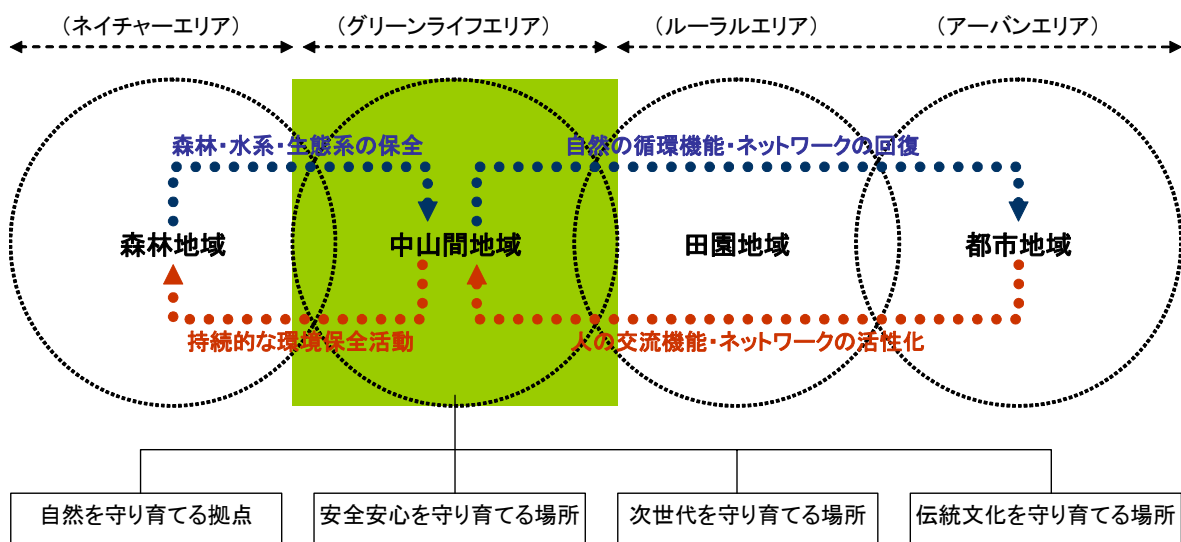 （ネイチャーエリア）
（グリーンライフエリア）
（ルーラルエリア）
（アーバンエリア）
森林・水系・生態系の保全
自然の循環機能・ネットワークの回復
森林地域
中山間地域
田園地域
都市地域
持続的な環境保全活動
人の交流機能・ネットワークの活性化
自然を守り育てる拠点
安全安心を守り育てる場所
次世代を守り育てる場所
伝統文化を守り育てる場所